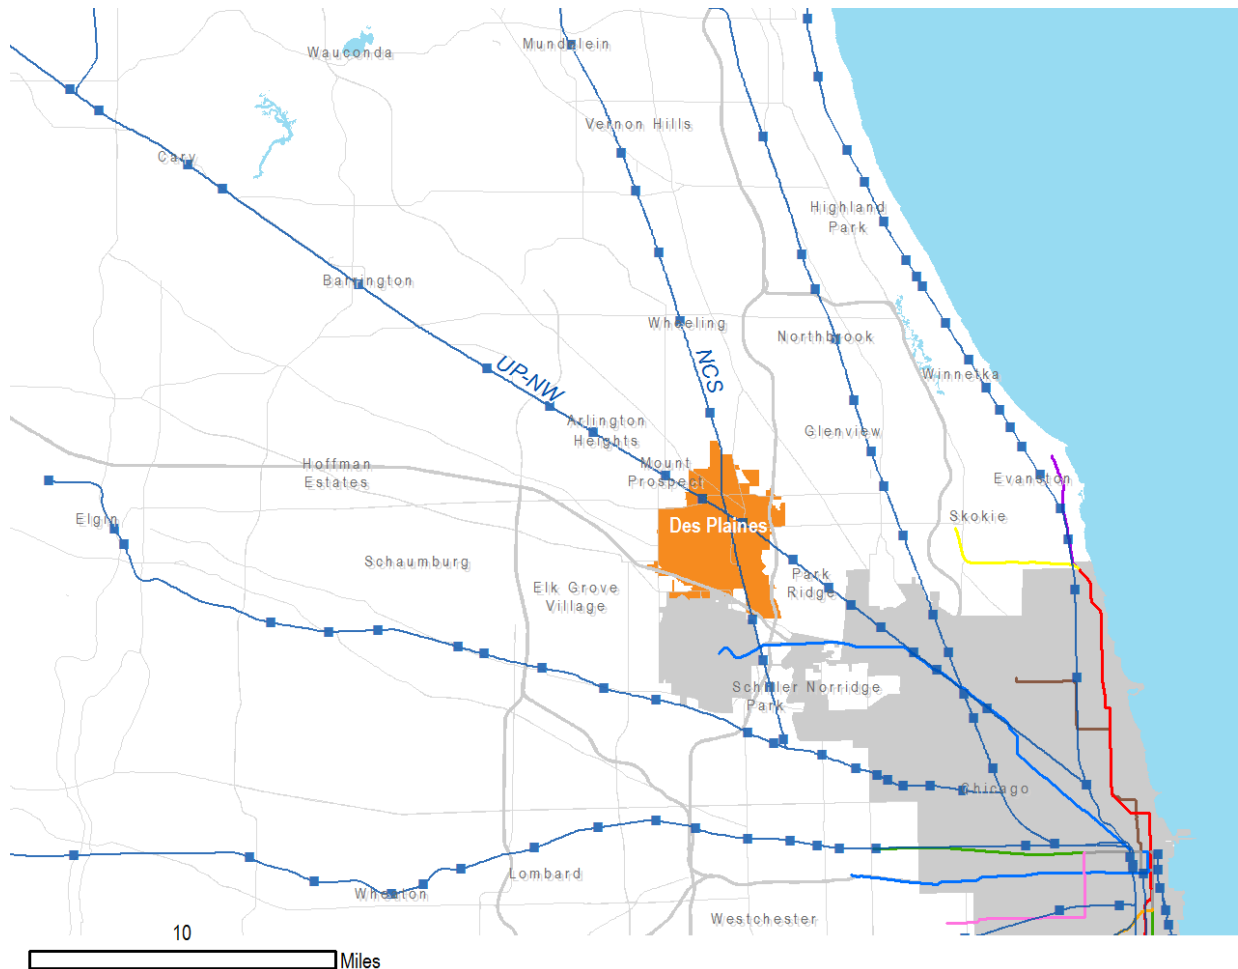 Mundelein
Wauconda
Vernon Hills
Cary
Highland
Park
Barrington
Wheeling
Northbrook
UP-NW
NCS
Winnetka
Arlington
Heights
Glenview
Hoffman
Estates
Mount
Prospect
Evanston
Elgin
Des Plaines
Skokie
Schaumburg
Elk Grove
Village
Park
Ridge
Schiller Norridge
Park
Chicago
Lombard
Wheaton
Westchester
10
Miles